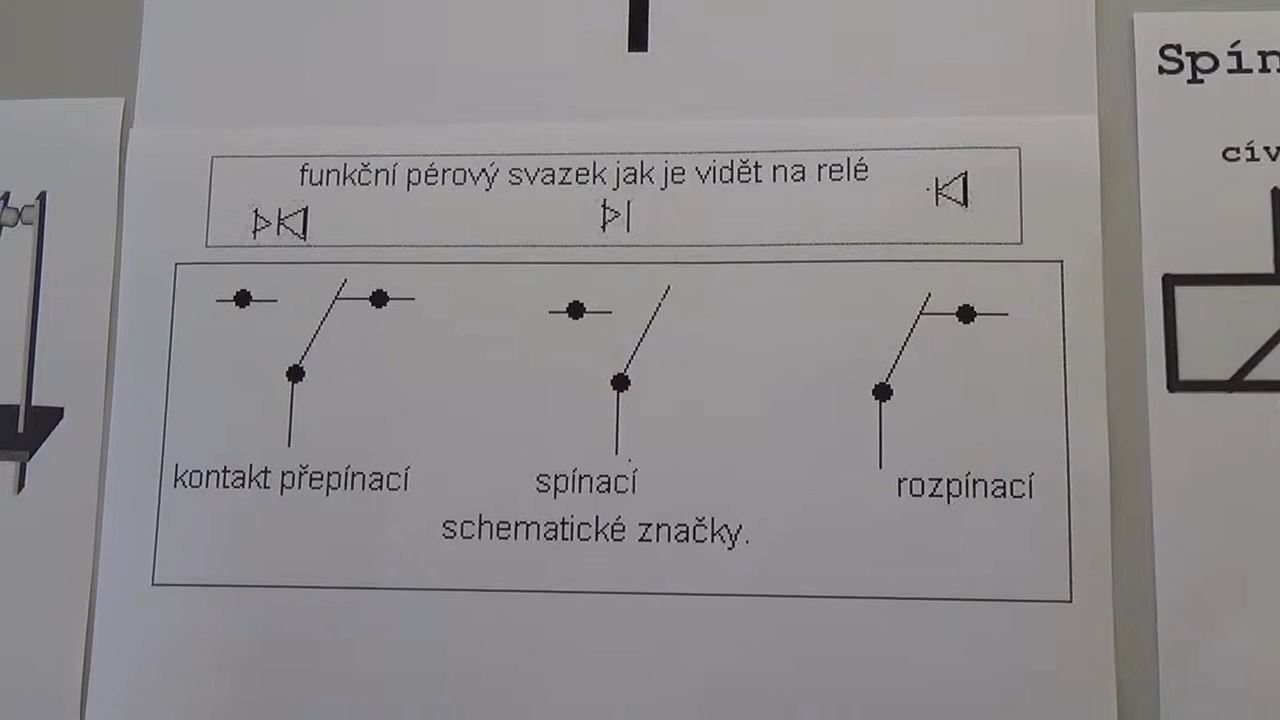 funkční pérový svazek jak je vidět na relé
kontakt přepínací
spínací
rozpínací
schematické značky.